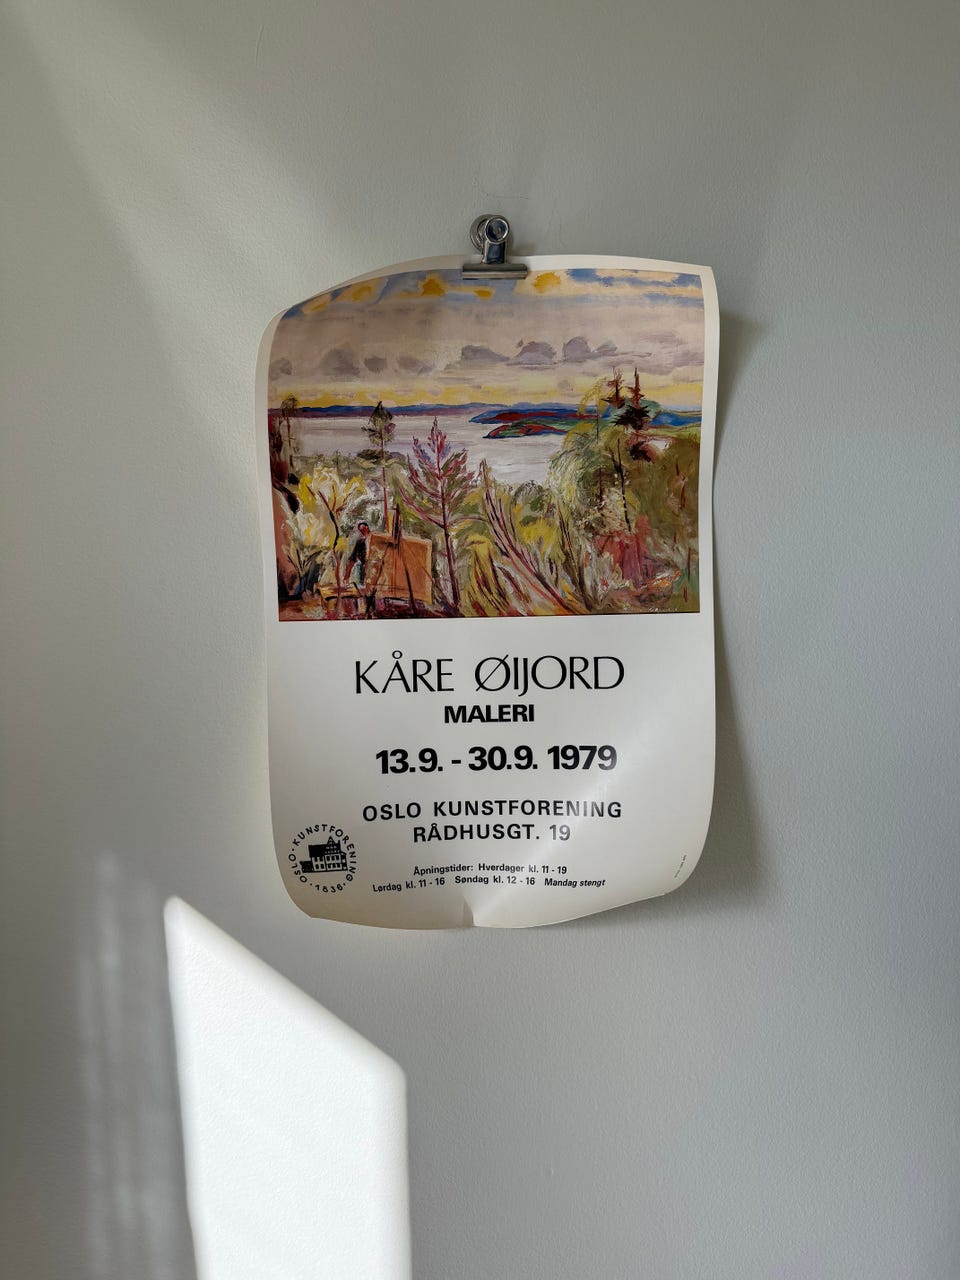 KÅRE ØIJORD
MALERI
13.9. - 30.9. 1979
OSLO KUNSTFORENING
RÅDHUSGT. 19
Åpningstider: Hverdager kl. 11 - 19
Lørdag kl. 11 - 16 Søndag kl. 12 - 16 Mandag stengt
· OSLO · KUNSTFORENING · 1836 ·